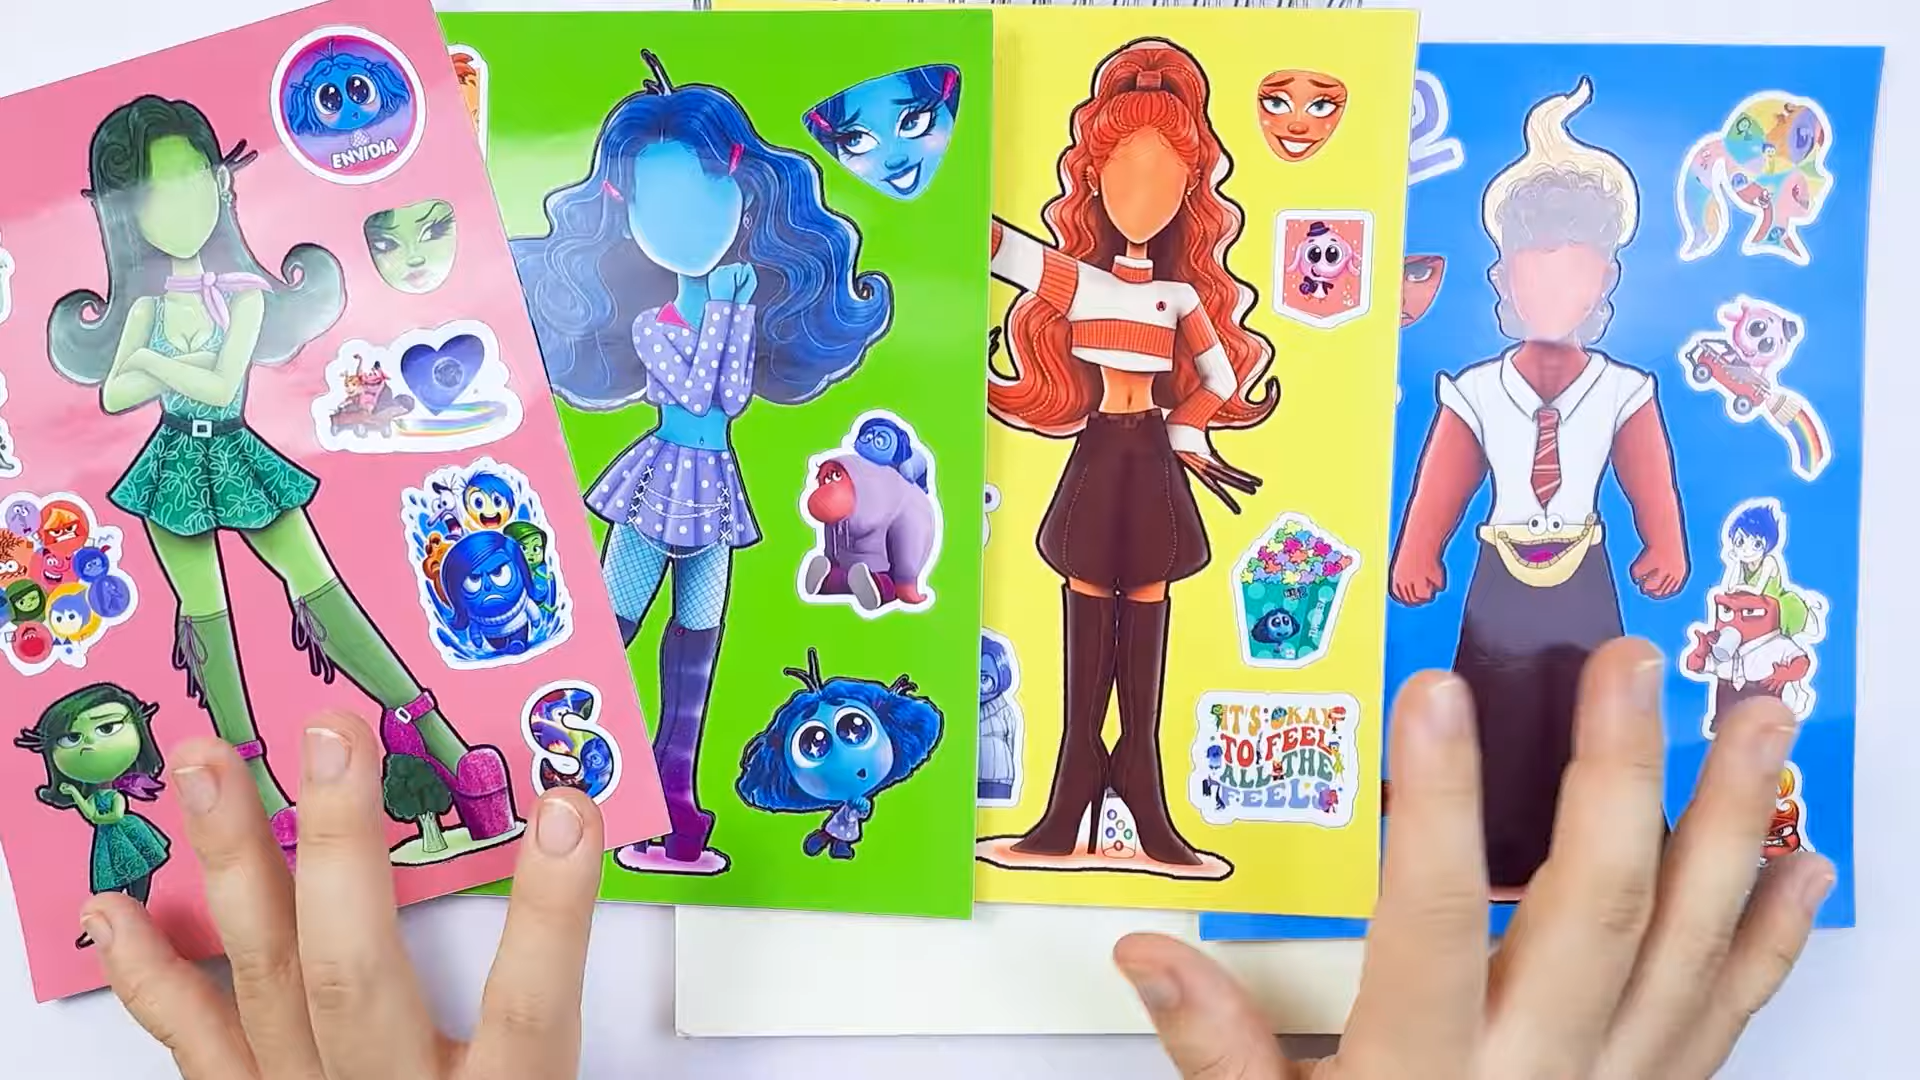 ENVIDIA
S
IT'S OKAY
TO FEEL
ALL THE
FEELS